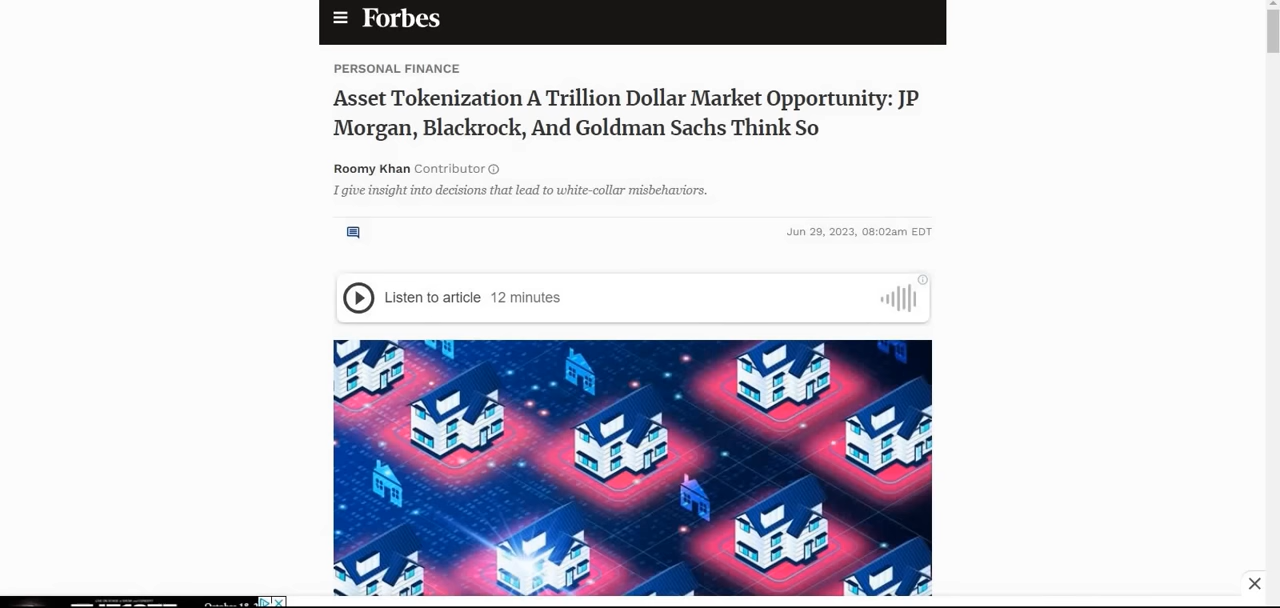 Forbes
PERSONAL FINANCE
Asset Tokenization A Trillion Dollar Market Opportunity: JP
Morgan, Blackrock, And Goldman Sachs Think So
Roomy Khan Contributor
I give insight into decisions that lead to white-collar misbehaviors.
Jun 29, 2023, 08:02am EDT
Listen to article 12 minutes